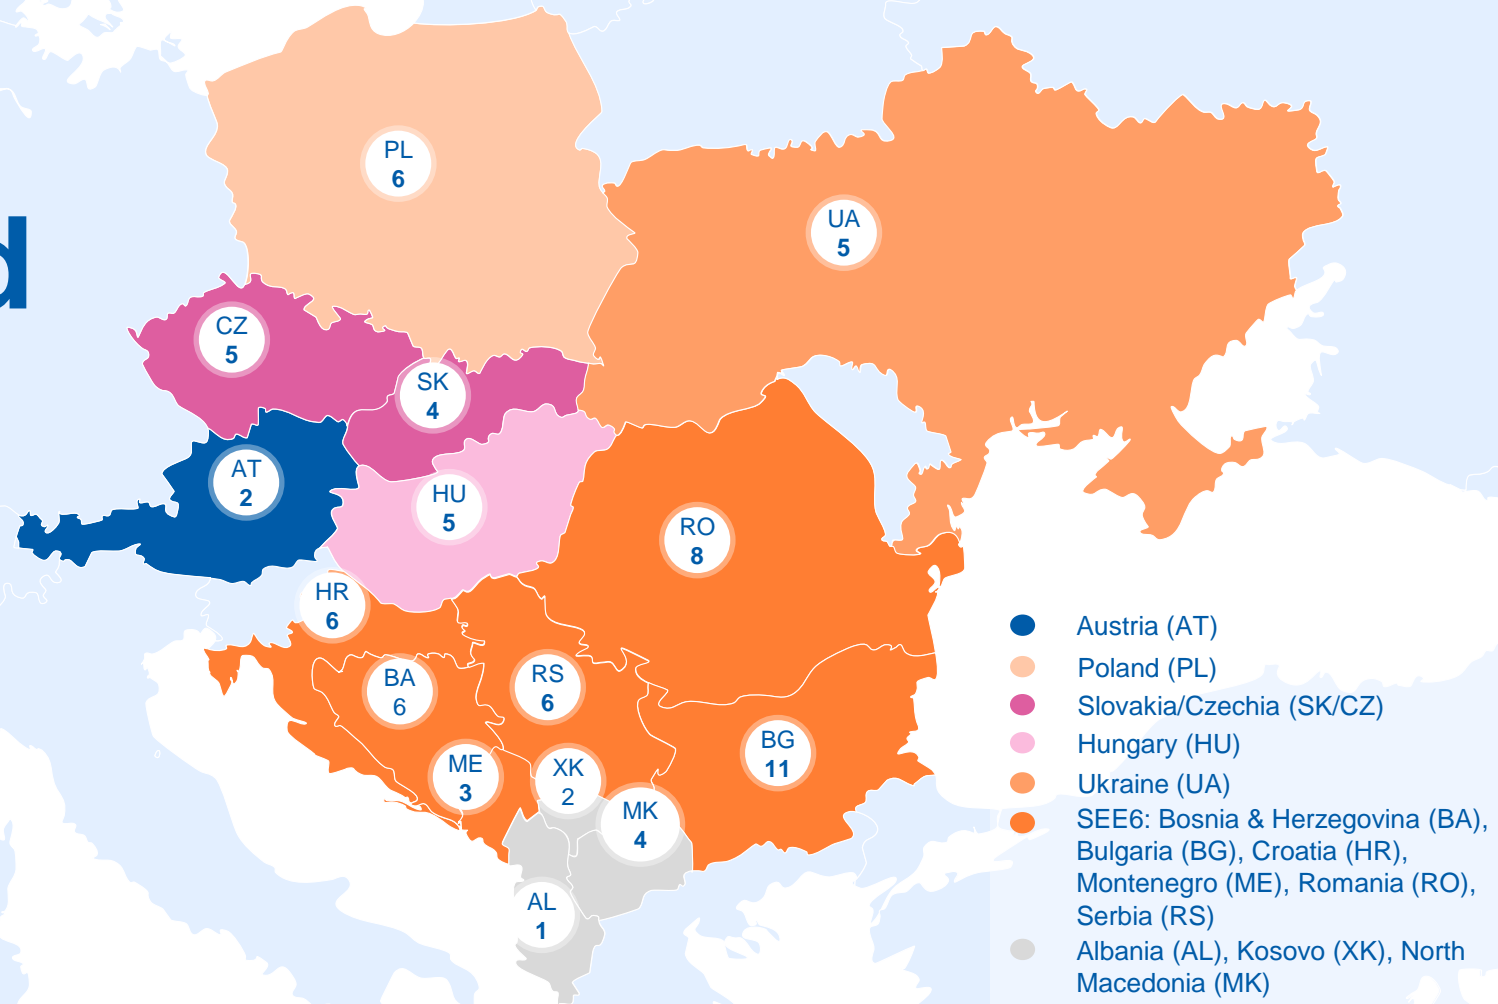 PL
6
UA
5
d
CZ
5
SK
4
AT
2
HU
5
RO
8
HR
6
BA
6
RS
6
BG
11
ME
3
XK
2
MK
4
AL
1
Austria (AT)
Poland (PL)
Slovakia/Czechia (SK/CZ)
Hungary (HU)
Ukraine (UA)
SEE6: Bosnia & Herzegovina (BA),
Bulgaria (BG), Croatia (HR),
Montenegro (ME), Romania (RO),
Serbia (RS)
Albania (AL), Kosovo (XK), North
Macedonia (MK)